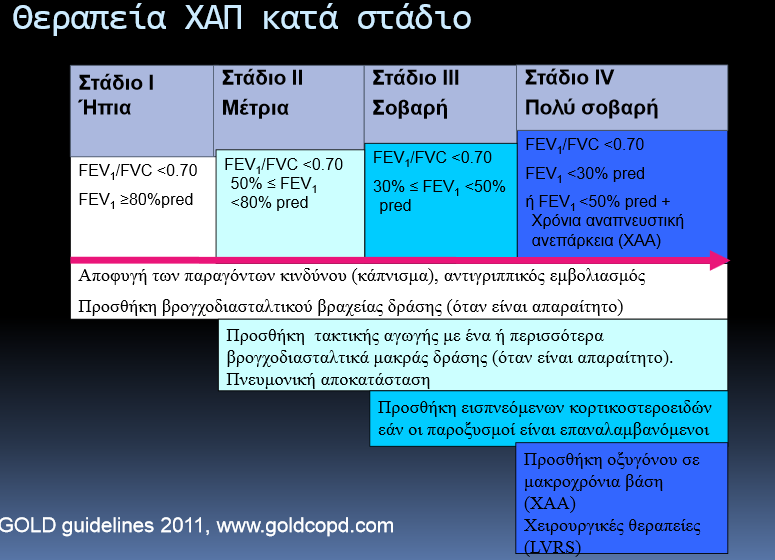 Θεραπεία ΧΑΠ κατά στάδιο
Στάδιο I
Ήπια
Στάδιο II
Μέτρια
Στάδιο III
Σοβαρή
Στάδιο IV
Πολύ σοβαρή
FEV₁/FVC <0.70
FEV₁ ≥80%pred
FEV₁/FVC <0.70
50% ≤ FEV₁
<80% pred
FEV₁/FVC <0.70
30% ≤ FEV₁ <50%
pred
FEV₁/FVC <0.70
FEV₁ <30% pred
ή FEV₁ <50% pred +
Χρόνια αναπνευστική
ανεπάρκεια (ΧΑΑ)
Αποφυγή των παραγόντων κινδύνου (κάπνισμα), αντιγριππικός εμβολιασμός
Προσθήκη βρογχοδιασταλτικού βραχείας δράσης (όταν είναι απαραίτητο)
Προσθήκη τακτικής αγωγής με ένα ή περισσότερα
βρογχοδιασταλτικά μακράς δράσης (όταν είναι απαραίτητο).
Πνευμονική αποκατάσταση
Προσθήκη εισπνεόμενων κορτικοστεροειδών
εάν οι παροξυσμοί είναι επαναλαμβανόμενοι
Προσθήκη οξυγόνου σε
μακροχρόνια βάση
(ΧΑΑ)
Χειρουργικές θεραπείες
(LVRS)
GOLD guidelines 2011, www.goldcopd.com